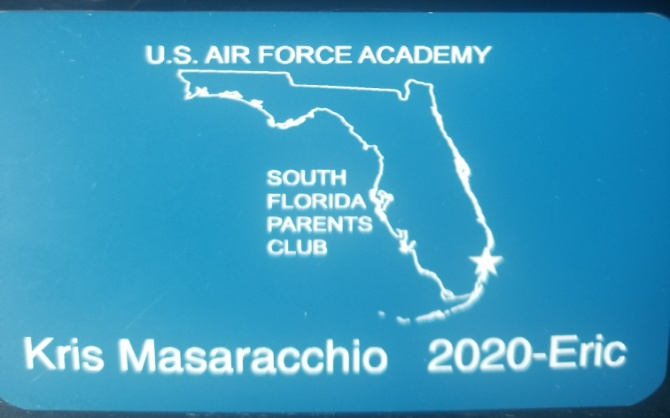 U.S. AIR FORCE ACADEMY
SOUTH
FLORIDA
PARENTS
CLUB
Kris Masaracchio 2020-Eric